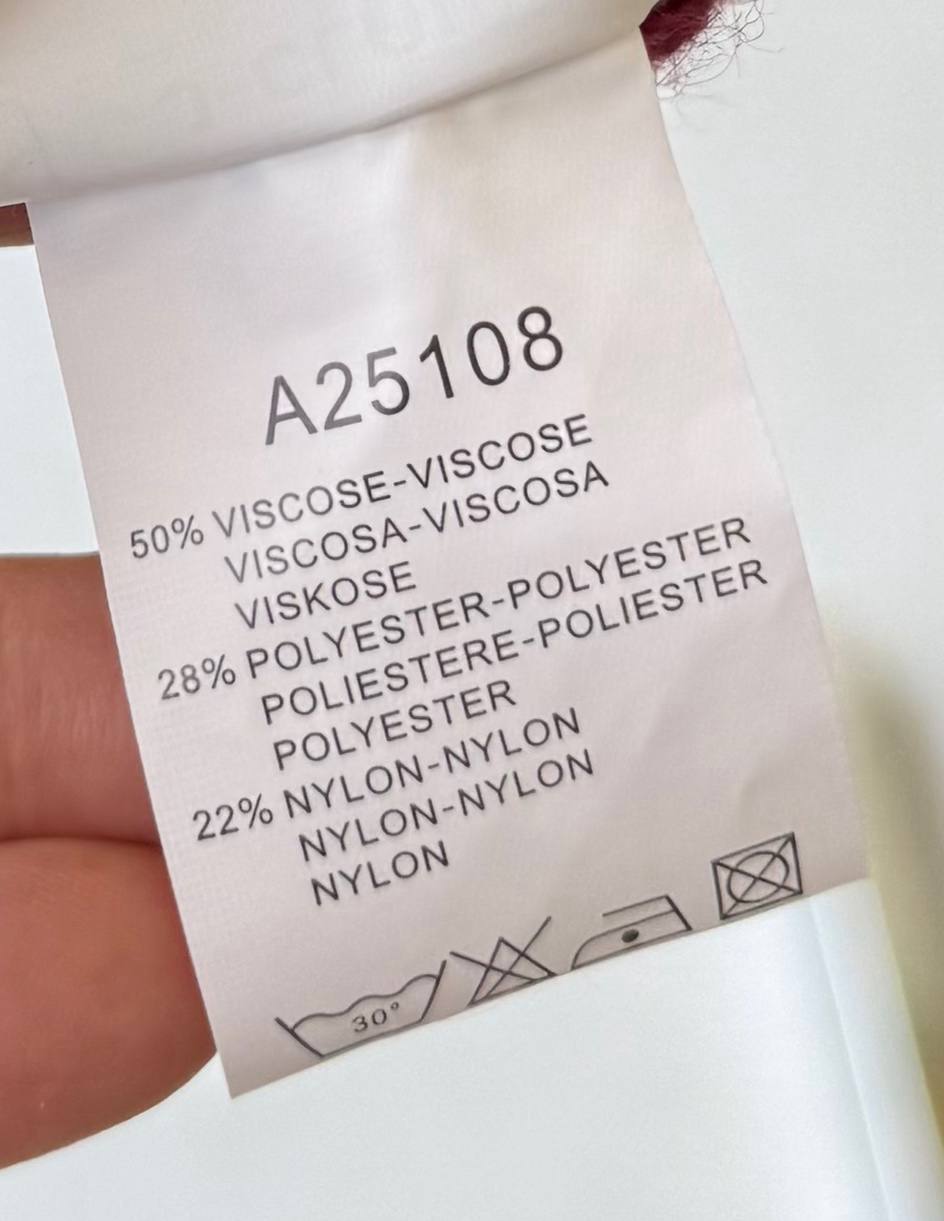 A25108
50% VISCOSE-VISCOSE
VISCOSA-VISCOSA
VISKOSE
28% POLYESTER-POLYESTER
POLIESTERE-POLIESTER
POLYESTER
22% NYLON-NYLON
NYLON-NYLON
NYLON
30°